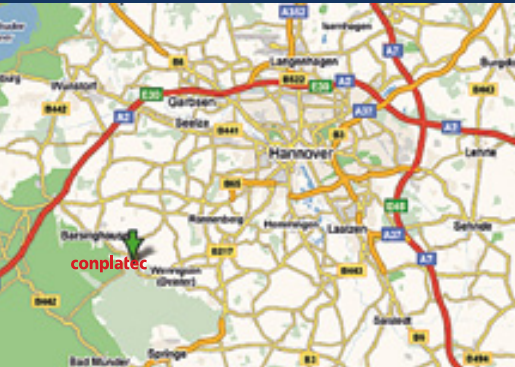 A352
Isernhagen
A7
B6
Langenhagen
Wunstorf
B522
E30
A2
Burgdo
B443
E30
Garbsen
A37
B442
A2
Seelze
B441
B3
A2
Hannover
Lehrte
B65
E45
Barsinghausen
Ronnenberg
Hemmingen
Laatzen
Sehnde
A37
conplatec
Wennigsen
(Deister)
B217
A7
B443
B442
Sarstedt
B6
Bad Münder
Springe
B3
B494